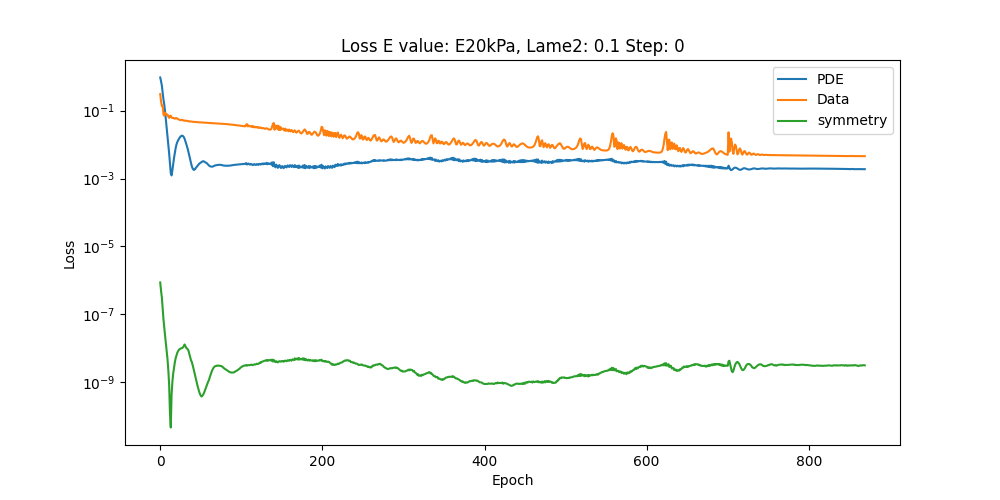 Loss E value: E20kPa, Lame2: 0.1 Step: 0
PDE
Data
symmetry
10⁻¹
10⁻³
10⁻⁵
10⁻⁷
10⁻⁹
Loss
0 200 400 600 800
Epoch